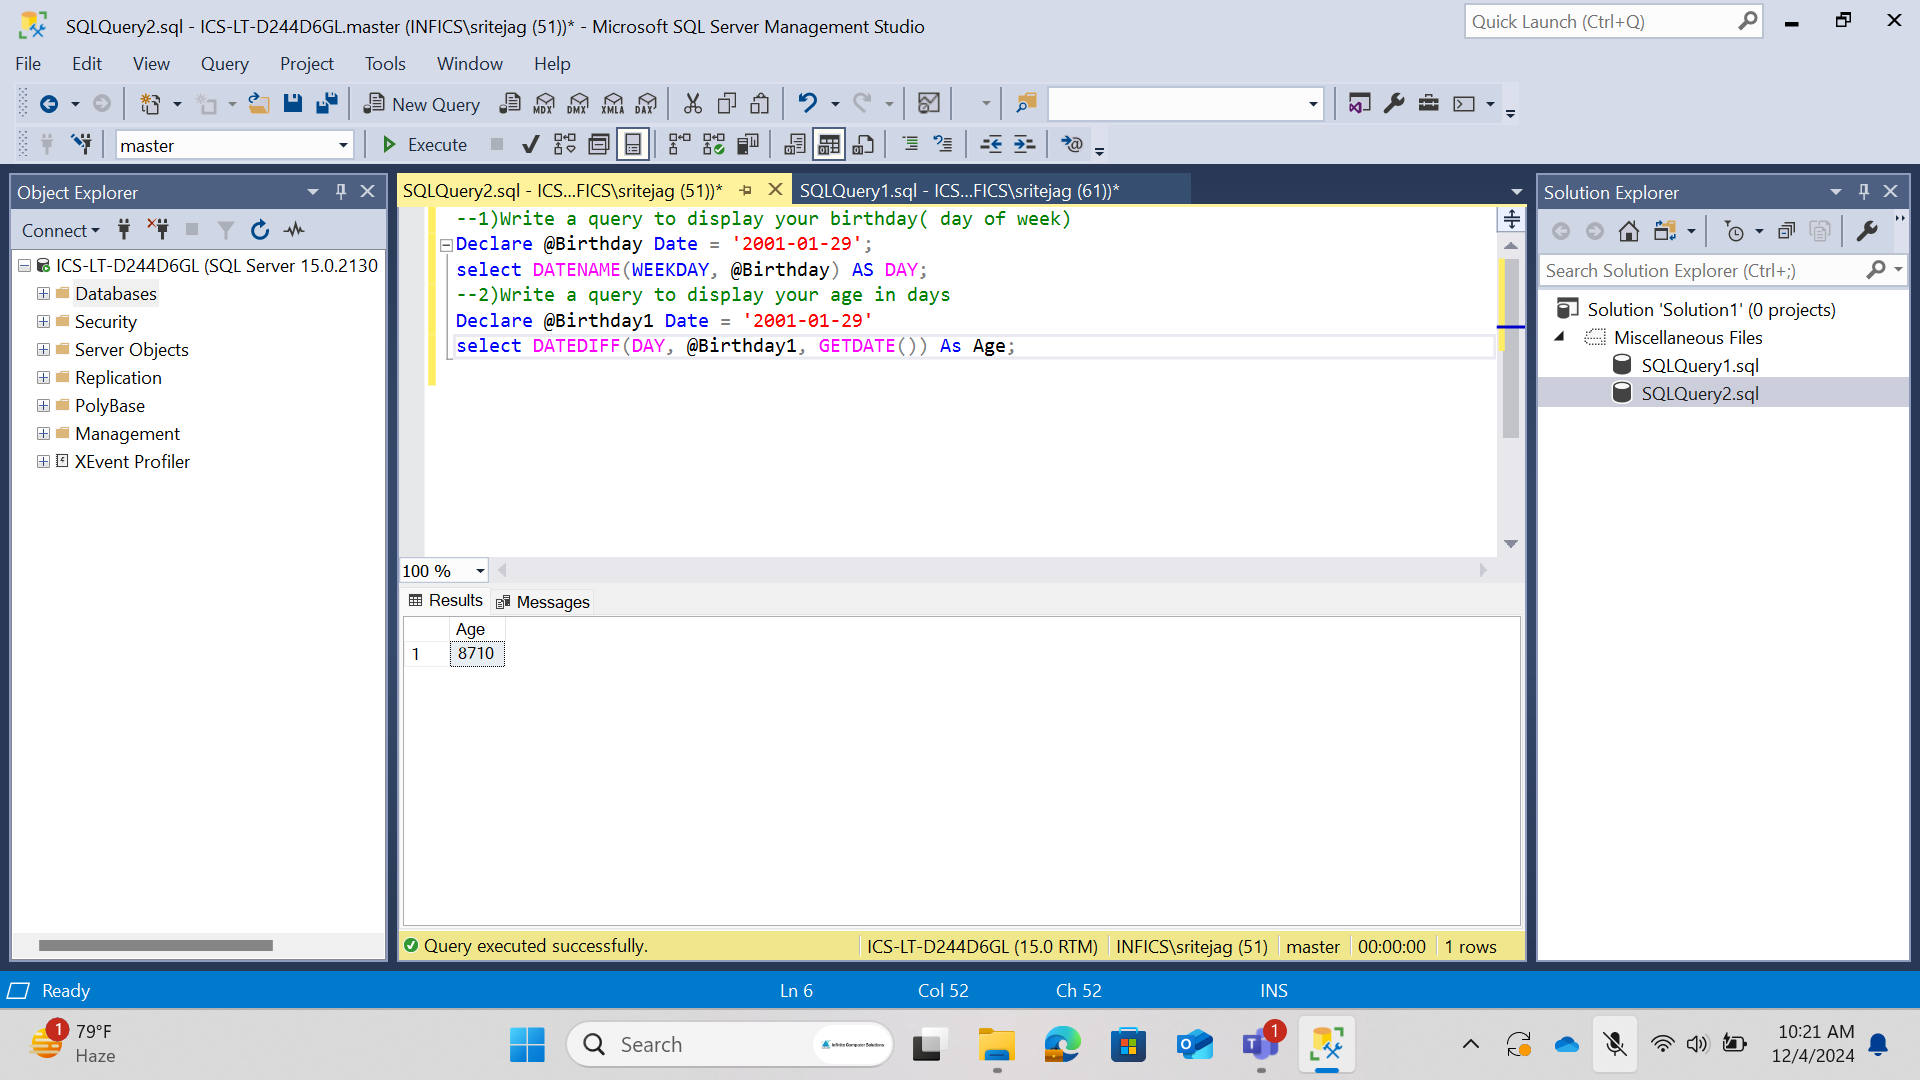 SQLQuery2.sql - ICS-LT-D244D6GL.master (INFICS\sritejag (51))* - Microsoft SQL Server Management Studio
Quick Launch (Ctrl+Q)
File Edit View Query Project Tools Window Help
New Query MDX DMX XMLA DAX
master Execute
Object Explorer
Connect
ICS-LT-D244D6GL (SQL Server 15.0.2130
Databases
Security
Server Objects
Replication
PolyBase
Management
XEvent Profiler
SQLQuery2.sql - ICS...FICS\sritejag (51))* SQLQuery1.sql - ICS...FICS\sritejag (61))*
--1)Write a query to display your birthday( day of week)
Declare @Birthday Date = '2001-01-29';
select DATENAME(WEEKDAY, @Birthday) AS DAY;
--2)Write a query to display your age in days
Declare @Birthday1 Date = '2001-01-29'
select DATEDIFF(DAY, @Birthday1, GETDATE()) As Age;
100 %
Results Messages
Age
1 8710
Query executed successfully. ICS-LT-D244D6GL (15.0 RTM) INFICS\sritejag (51) master 00:00:00 1 rows
Solution Explorer
Search Solution Explorer (Ctrl+;)
Solution 'Solution1' (0 projects)
Miscellaneous Files
SQLQuery1.sql
SQLQuery2.sql
Ready Ln 6 Col 52 Ch 52 INS
1 79°F
Haze
Search Infinite Computer Solutions
1
10:21 AM
12/4/2024